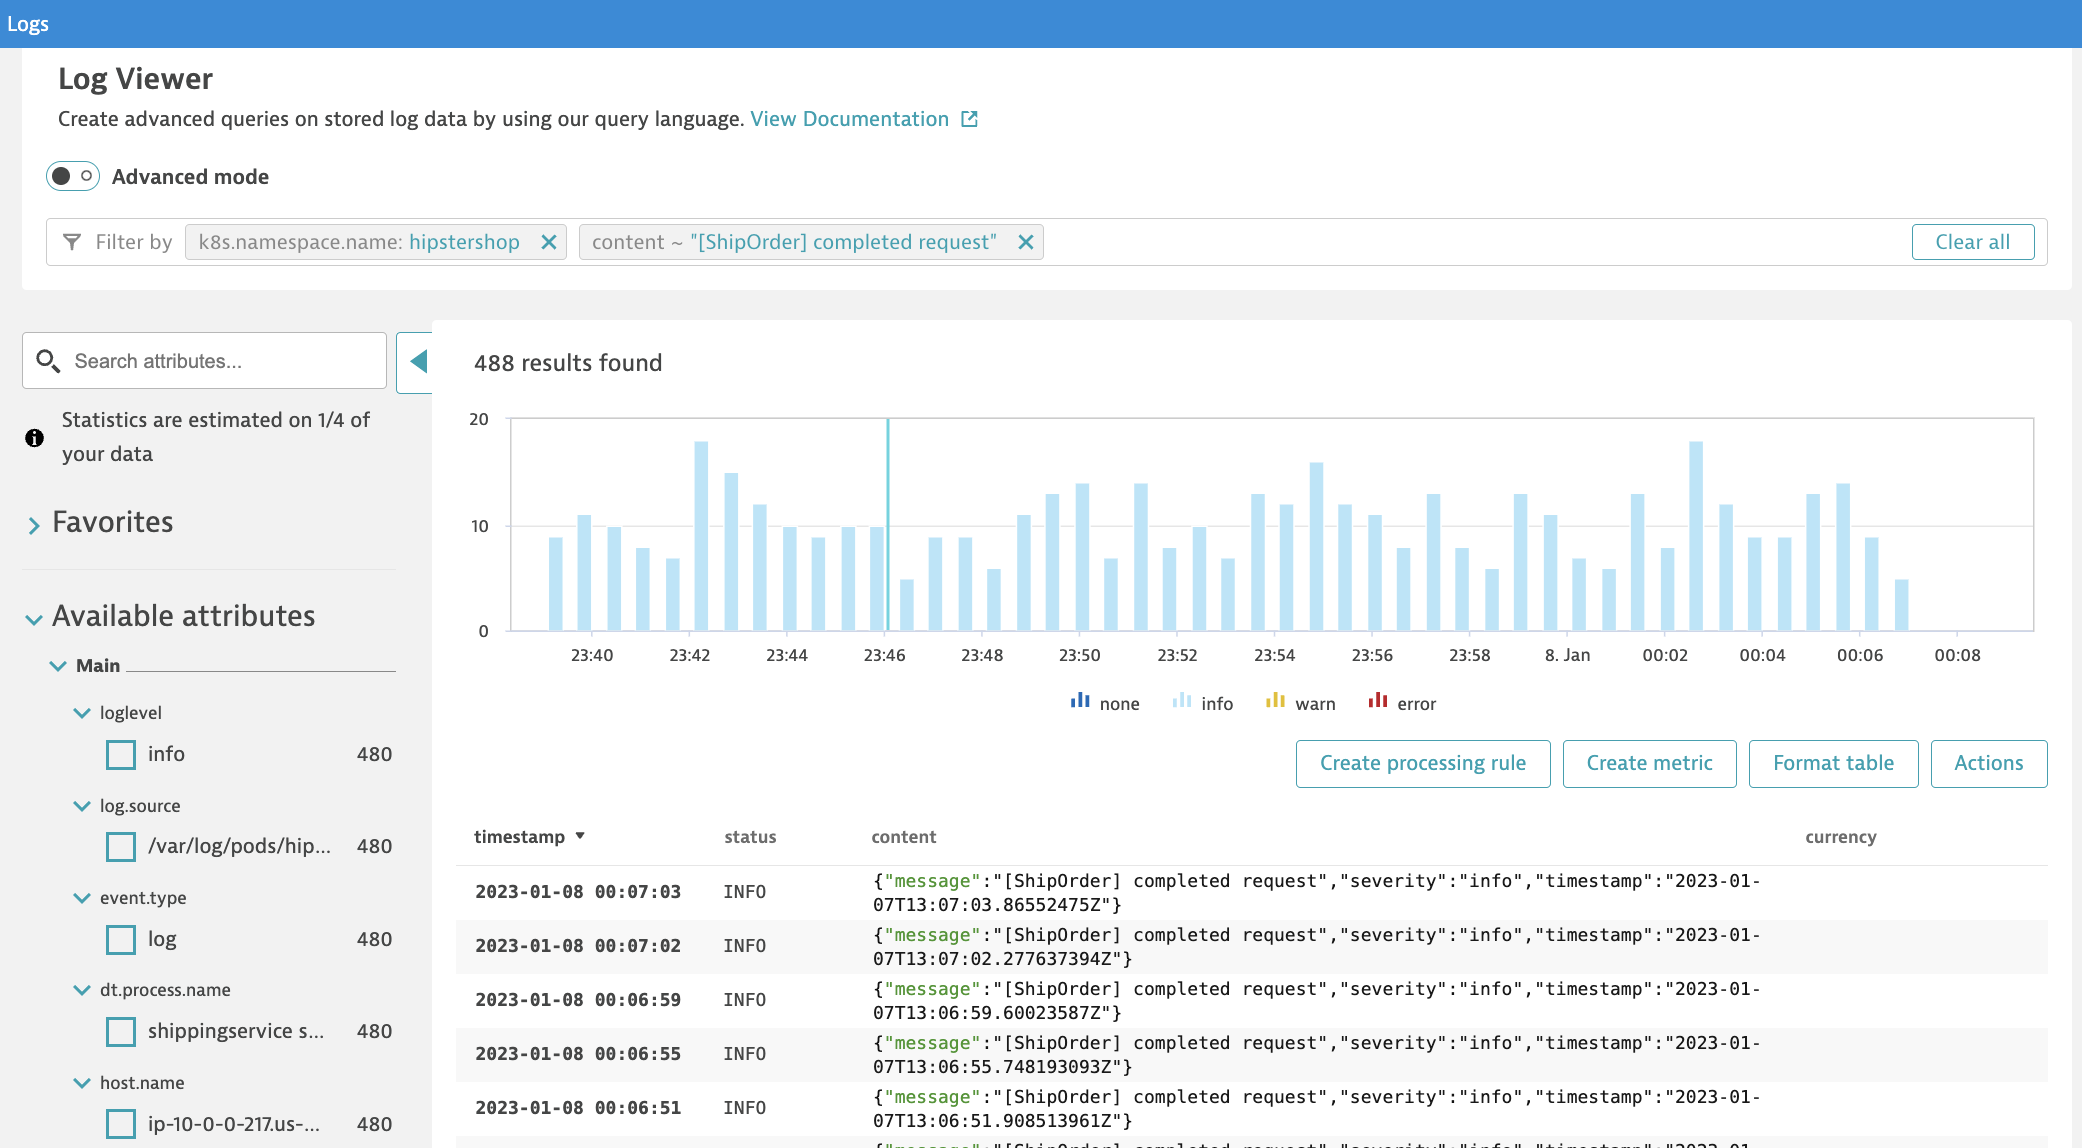 Logs
Log Viewer
Create advanced queries on stored log data by using our query language. View Documentation
Advanced mode
Filter by k8s.namespace.name: hipstershop content ~ "[ShipOrder] completed request" Clear all
Search attributes...
Statistics are estimated on 1/4 of
your data
Favorites
Available attributes
Main
loglevel
info 480
log.source
/var/log/pods/hip... 480
event.type
log 480
dt.process.name
shippingservice s... 480
host.name
ip-10-0-0-217.us-... 480
488 results found
20
10
0
23:40 23:42 23:44 23:46 23:48 23:50 23:52 23:54 23:56 23:58 8. Jan 00:02 00:04 00:06 00:08
none info warn error
Create processing rule Create metric Format table Actions
timestamp status content currency
2023-01-08 00:07:03 INFO {"message":"[ShipOrder] completed request","severity":"info","timestamp":"2023-01-
07T13:07:03.86552475Z"}
2023-01-08 00:07:02 INFO {"message":"[ShipOrder] completed request","severity":"info","timestamp":"2023-01-
07T13:07:02.277637394Z"}
2023-01-08 00:06:59 INFO {"message":"[ShipOrder] completed request","severity":"info","timestamp":"2023-01-
07T13:06:59.60023587Z"}
2023-01-08 00:06:55 INFO {"message":"[ShipOrder] completed request","severity":"info","timestamp":"2023-01-
07T13:06:55.748193093Z"}
2023-01-08 00:06:51 INFO {"message":"[ShipOrder] completed request","severity":"info","timestamp":"2023-01-
07T13:06:51.908513961Z"}